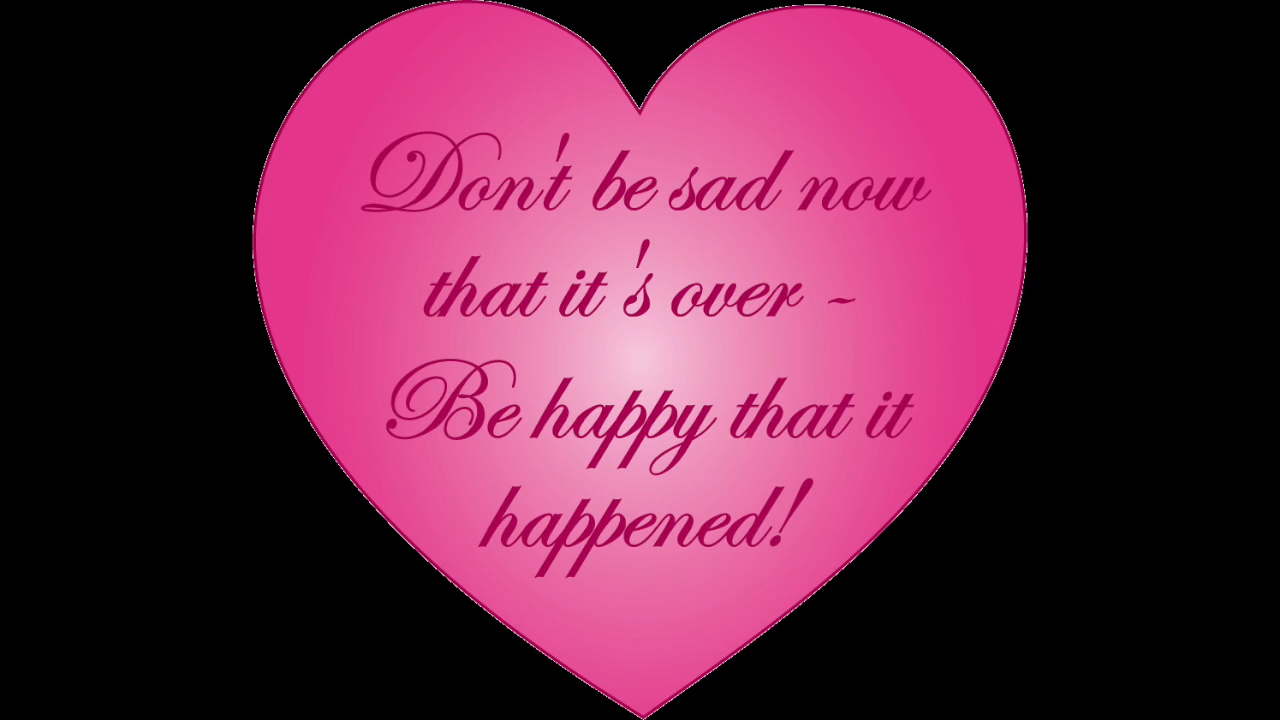 Don't be sad now
that it's over ~
Be happy that it
happened!